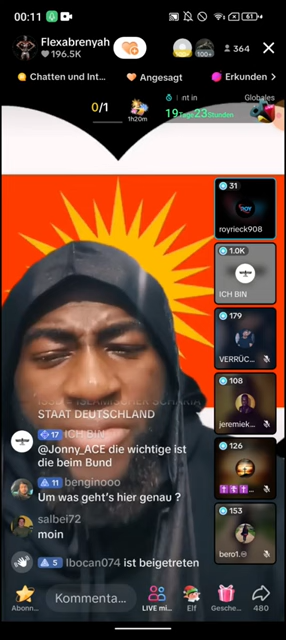 00:11
61
Flexabrenyah
196.5K
100+
364
Chatten und Int...
Angesagt
Erkunden >
0/1
1h20m
nt in
19Tage23Stunden
Globales
31
royrieck908
1.0K
ICH BIN
179
VERRÜC...
108
jeremiek...
126
153
bero1.
STAAT DEUTSCHLAND
17 ICH BIN
@Jonny_ACE die wichtige ist
die beim Bund
11 benginooo
Um was geht's hier genau ?
salbei72
moin
5 Ibocan074 ist beigetreten
Abonn...
Kommenta...
LIVE mi...
Elf
Gesche...
480